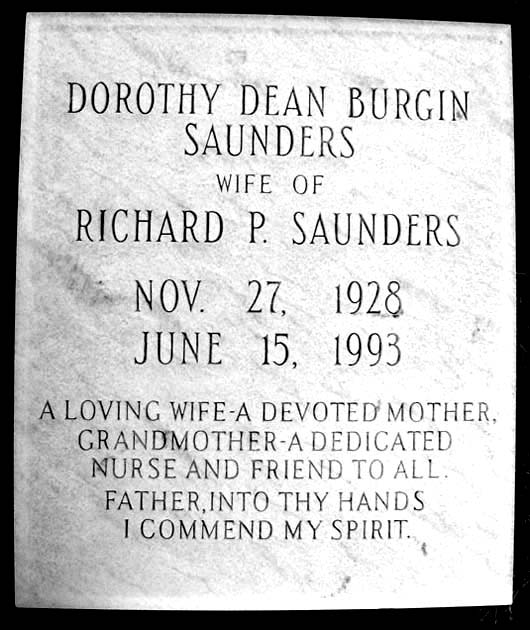 DOROTHY DEAN BURGIN
SAUNDERS
WIFE OF
RICHARD P. SAUNDERS
NOV. 27, 1928
JUNE 15, 1993
A LOVING WIFE-A DEVOTED MOTHER,
GRANDMOTHER-A DEDICATED
NURSE AND FRIEND TO ALL.
FATHER, INTO THY HANDS
I COMMEND MY SPIRIT.